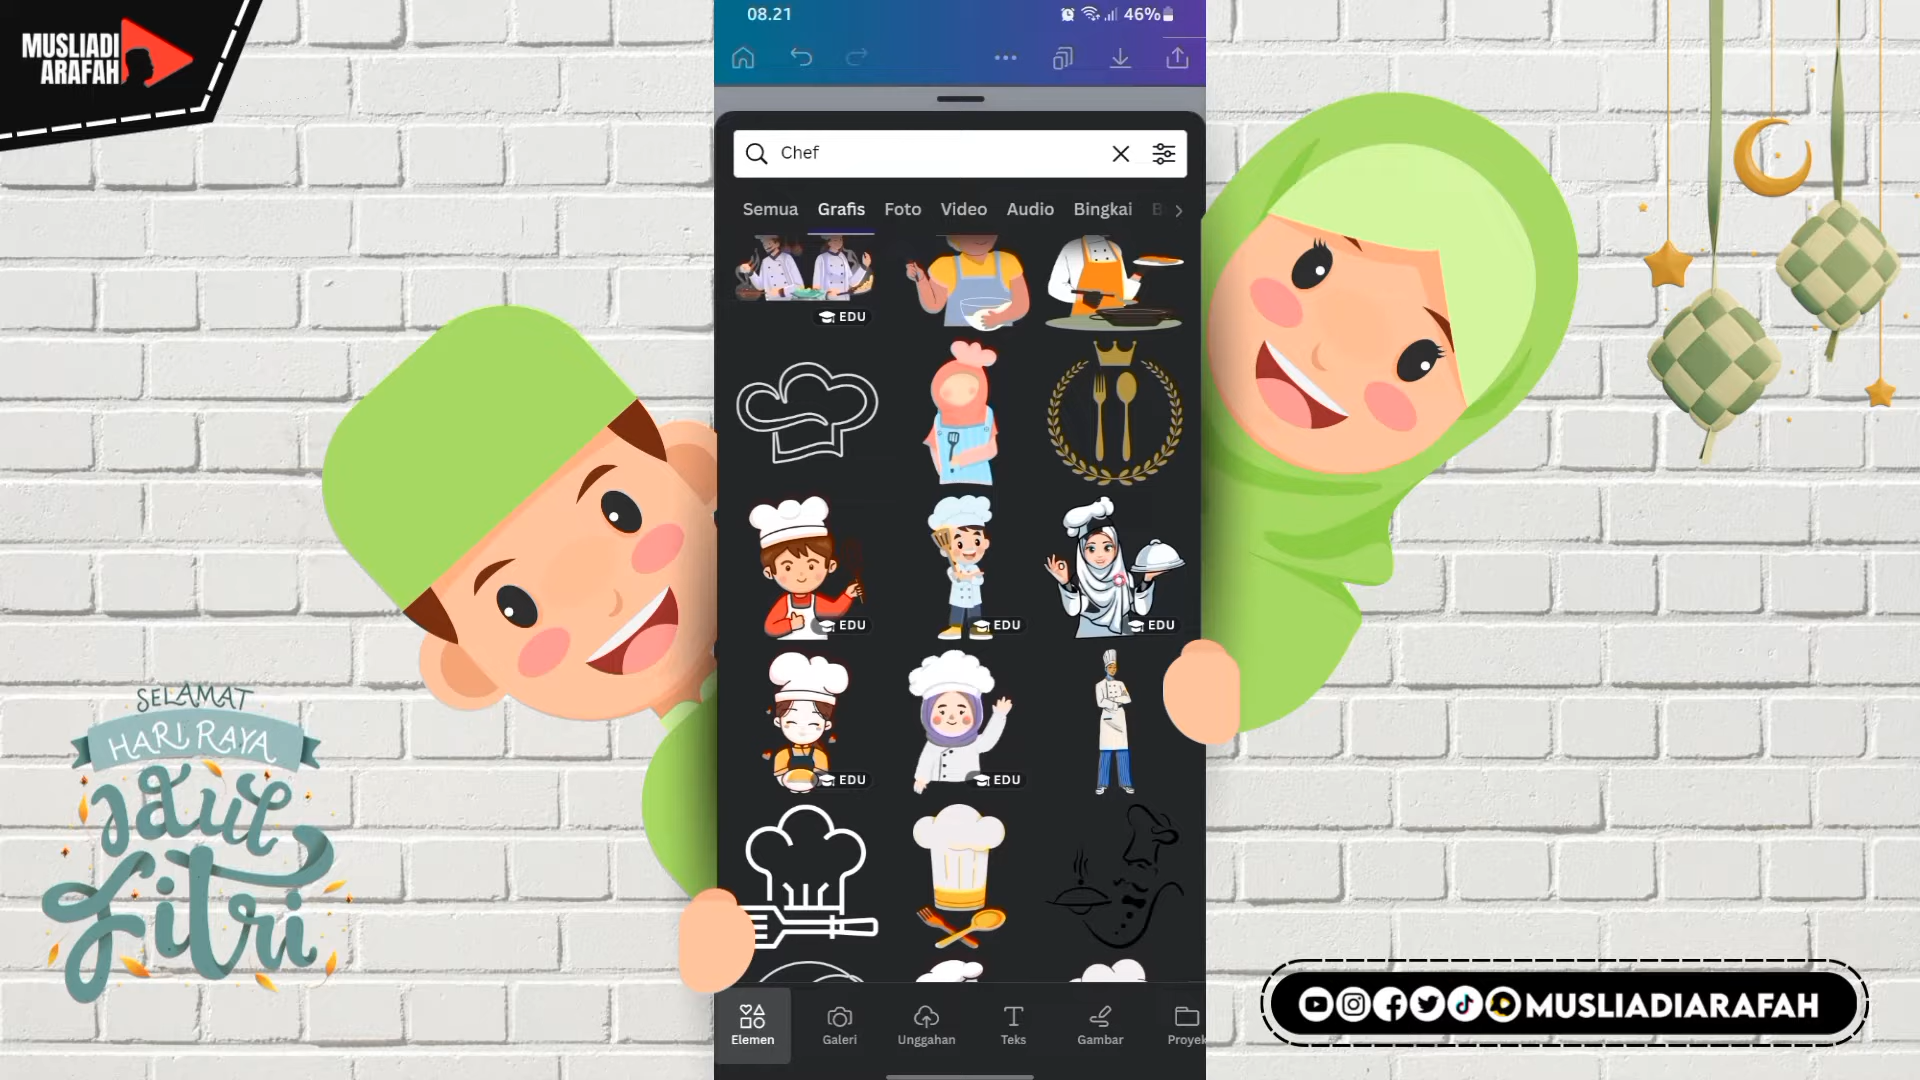 MUSLIADI
ARAFAH
08.21
46%
Chef
Semua Grafis Foto Video Audio Bingkai
EDU
EDU
EDU
EDU
EDU
EDU
Elemen Galeri Unggahan Teks Gambar Proyek
SELAMAT
HARI RAYA
Idul
Fitri
MUSLIADIARAFAH